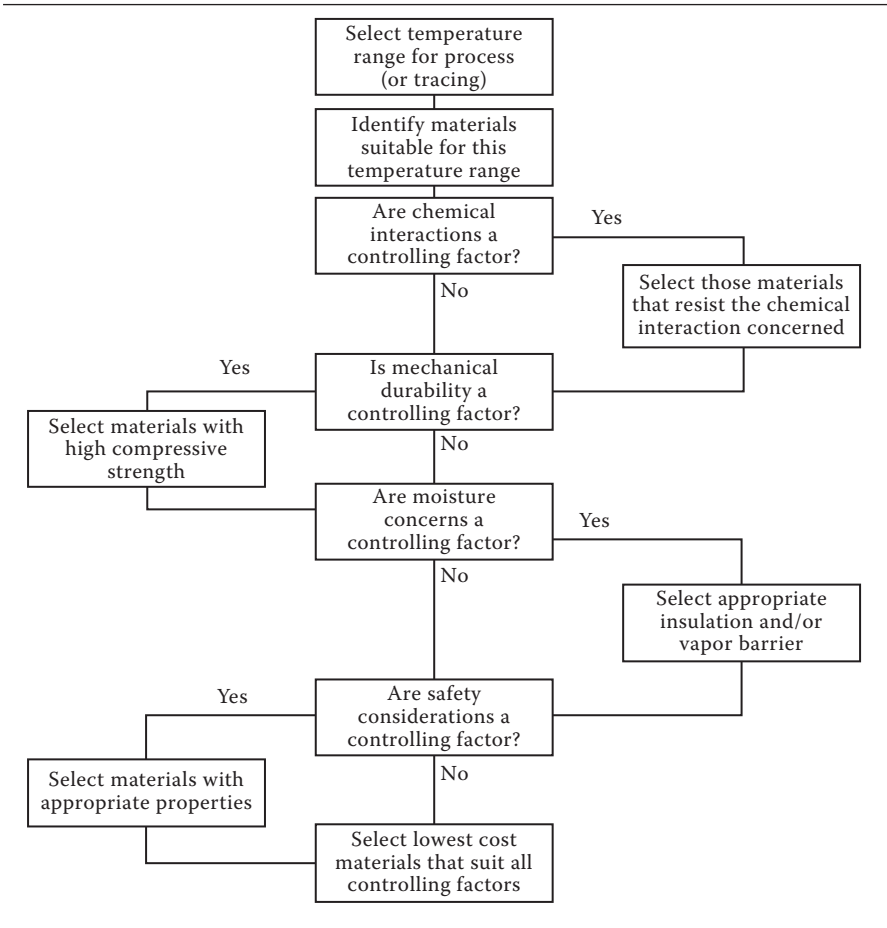 Select temperature
range for process
(or tracing)
Identify materials
suitable for this
temperature range
Are chemical
interactions a
controlling factor?
Yes
Select those materials
that resist the chemical
interaction concerned
No
Is mechanical
durability a
controlling factor?
Yes
Select materials with
high compressive
strength
No
Are moisture
concerns a
controlling factor?
Yes
Select appropriate
insulation and/or
vapor barrier
No
Are safety
considerations a
controlling factor?
Yes
Select materials with
appropriate properties
No
Select lowest cost
materials that suit all
controlling factors